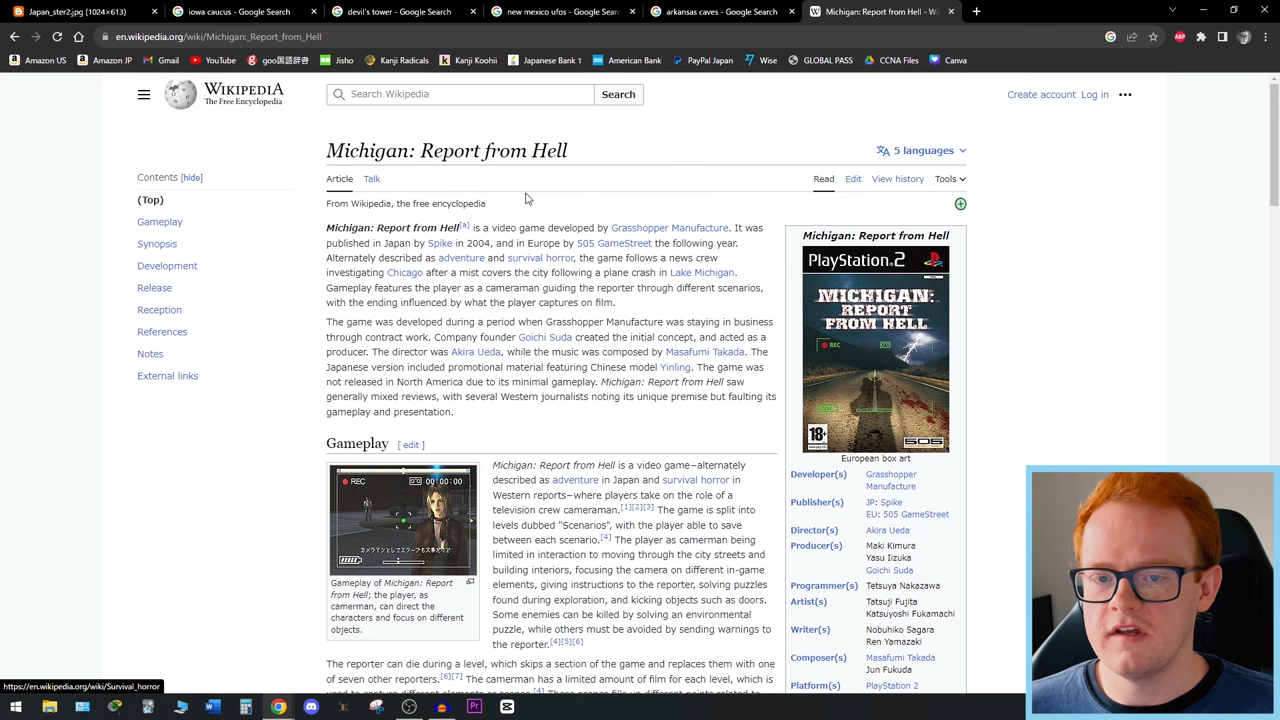 Japan_ster2.jpg (1024×613)
iowa caucus - Google Search
devil's tower - Google Search
new mexico ufos - Google Sear
arkansas caves - Google Search
Michigan: Report from Hell - Wi
en.wikipedia.org/wiki/Michigan:_Report_from_Hell
Amazon US
Amazon JP
Gmail
YouTube
goo国語辞書
Jisho
Kanji Radicals
Kanji Koohii
Japanese Bank 1
American Bank
PayPal Japan
Wise
GLOBAL PASS
CCNA Files
Canva
WIKIPEDIA
The Free Encyclopedia
Search Wikipedia
Search
Create account Log in
Michigan: Report from Hell
5 languages
Contents [hide]
(Top)
Gameplay
Synopsis
Development
Release
Reception
References
Notes
External links
Article Talk
Read Edit View history Tools
From Wikipedia, the free encyclopedia
Michigan: Report from Hell[a] is a video game developed by Grasshopper Manufacture. It was
published in Japan by Spike in 2004, and in Europe by 505 GameStreet the following year.
Alternately described as adventure and survival horror, the game follows a news crew
investigating Chicago after a mist covers the city following a plane crash in Lake Michigan.
Gameplay features the player as a cameraman guiding the reporter through different scenarios,
with the ending influenced by what the player captures on film.
The game was developed during a period when Grasshopper Manufacture was staying in business
through contract work. Company founder Goichi Suda created the initial concept, and acted as a
producer. The director was Akira Ueda, while the music was composed by Masafumi Takada. The
Japanese version included promotional material featuring Chinese model Yinling. The game was
not released in North America due to its minimal gameplay. Michigan: Report from Hell saw
generally mixed reviews, with several Western journalists noting its unique premise but faulting its
gameplay and presentation.
Gameplay [ edit ]
REC
00:00:00
Gameplay of Michigan: Report
from Hell; the player, as
camerman, can direct the
characters and focus on different
objects.
Michigan: Report from Hell is a video game–alternately
described as adventure in Japan and survival horror in
Western reports–where players take on the role of a
television crew cameraman.[1][2][3] The game is split into
levels dubbed "Scenarios", with the player able to save
between each scenario.[4] The player as camerman being
limited in interaction to moving through the city streets and
building interiors, focusing the camera on different in-game
elements, giving instructions to the reporter, solving puzzles
found during exploration, and kicking objects such as doors.
Some enemies can be killed by solving an environmental
puzzle, while others must be avoided by sending warnings to
the reporter.[4][5][6]
The reporter can die during a level, which skips a section of the game and replaces them with one
of seven other reporters.[6][7] The camerman has a limited amount of film for each level, which is
Michigan: Report from Hell
PlayStation®2
MICHIGAN:
REPORT
FROM HELL
REC
18+
505
European box art
Developer(s) Grasshopper
Manufacture
Publisher(s) JP: Spike
EU: 505 GameStreet
Director(s) Akira Ueda
Producer(s) Maki Kimura
Yasu Iizuka
Goichi Suda
Programmer(s) Tetsuya Nakazawa
Artist(s) Tatsuji Fujita
Katsuyoshi Fukamachi
Writer(s) Nobuhiko Sagara
Ren Yamazaki
Composer(s) Masafumi Takada
Jun Fukuda
Platform(s) PlayStation 2
https://en.wikipedia.org/wiki/Survival_horror